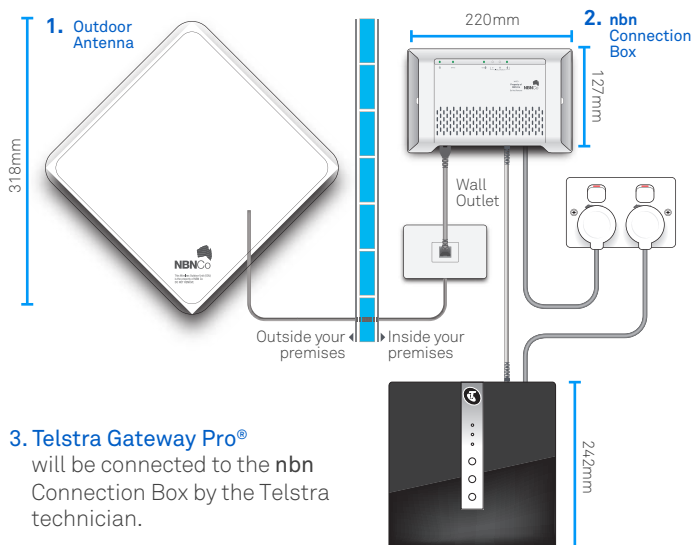 1. Outdoor
Antenna
318mm
NBNCo
220mm
2. nbn
Connection
Box
127mm
NBNCo
Wall
Outlet
Outside your
premises
Inside your
premises
3. Telstra Gateway Pro®
will be connected to the nbn
Connection Box by the Telstra
technician.
242mm